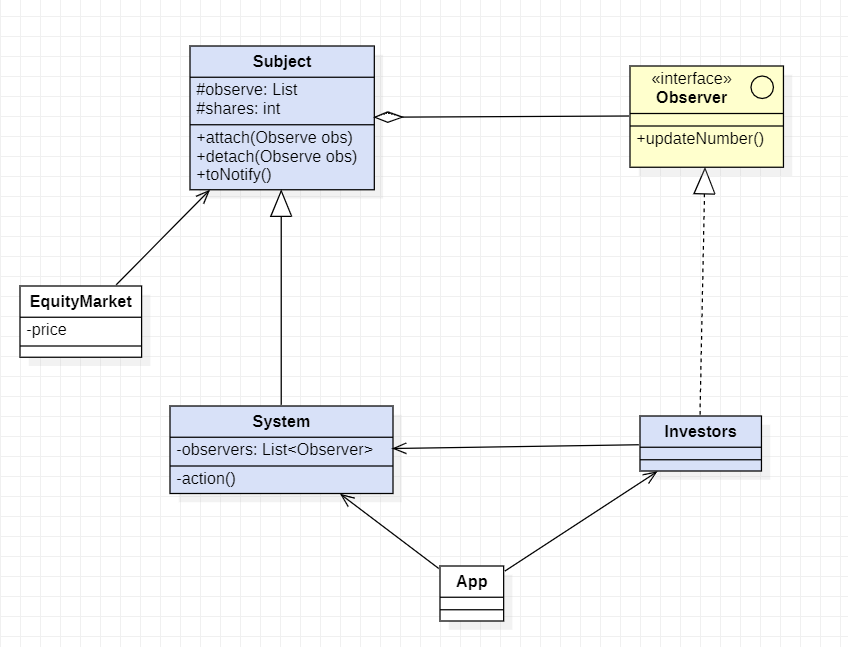 Subject
#observe: List
#shares: int
+attach(Observe obs)
+detach(Observe obs)
+toNotify()
«interface»
Observer
+updateNumber()
EquityMarket
-price
System
-observers: List<Observer>
-action()
Investors
App